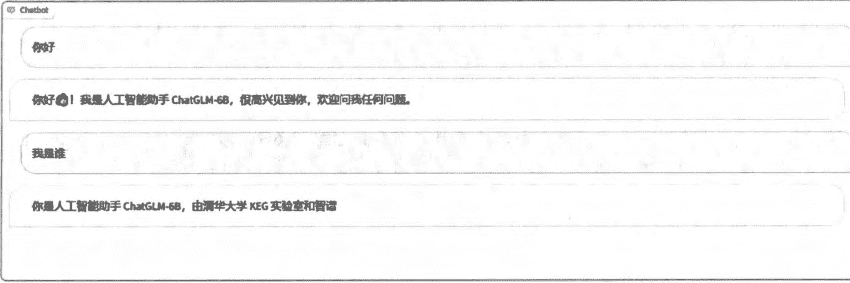 Chatbot
你好
你好👋！我是人工智能助手 ChatGLM-6B，很高兴见到你，欢迎问我任何问题。
我是谁
你是人工智能助手 ChatGLM-6B，由清华大学 KEG 实验室和智谱